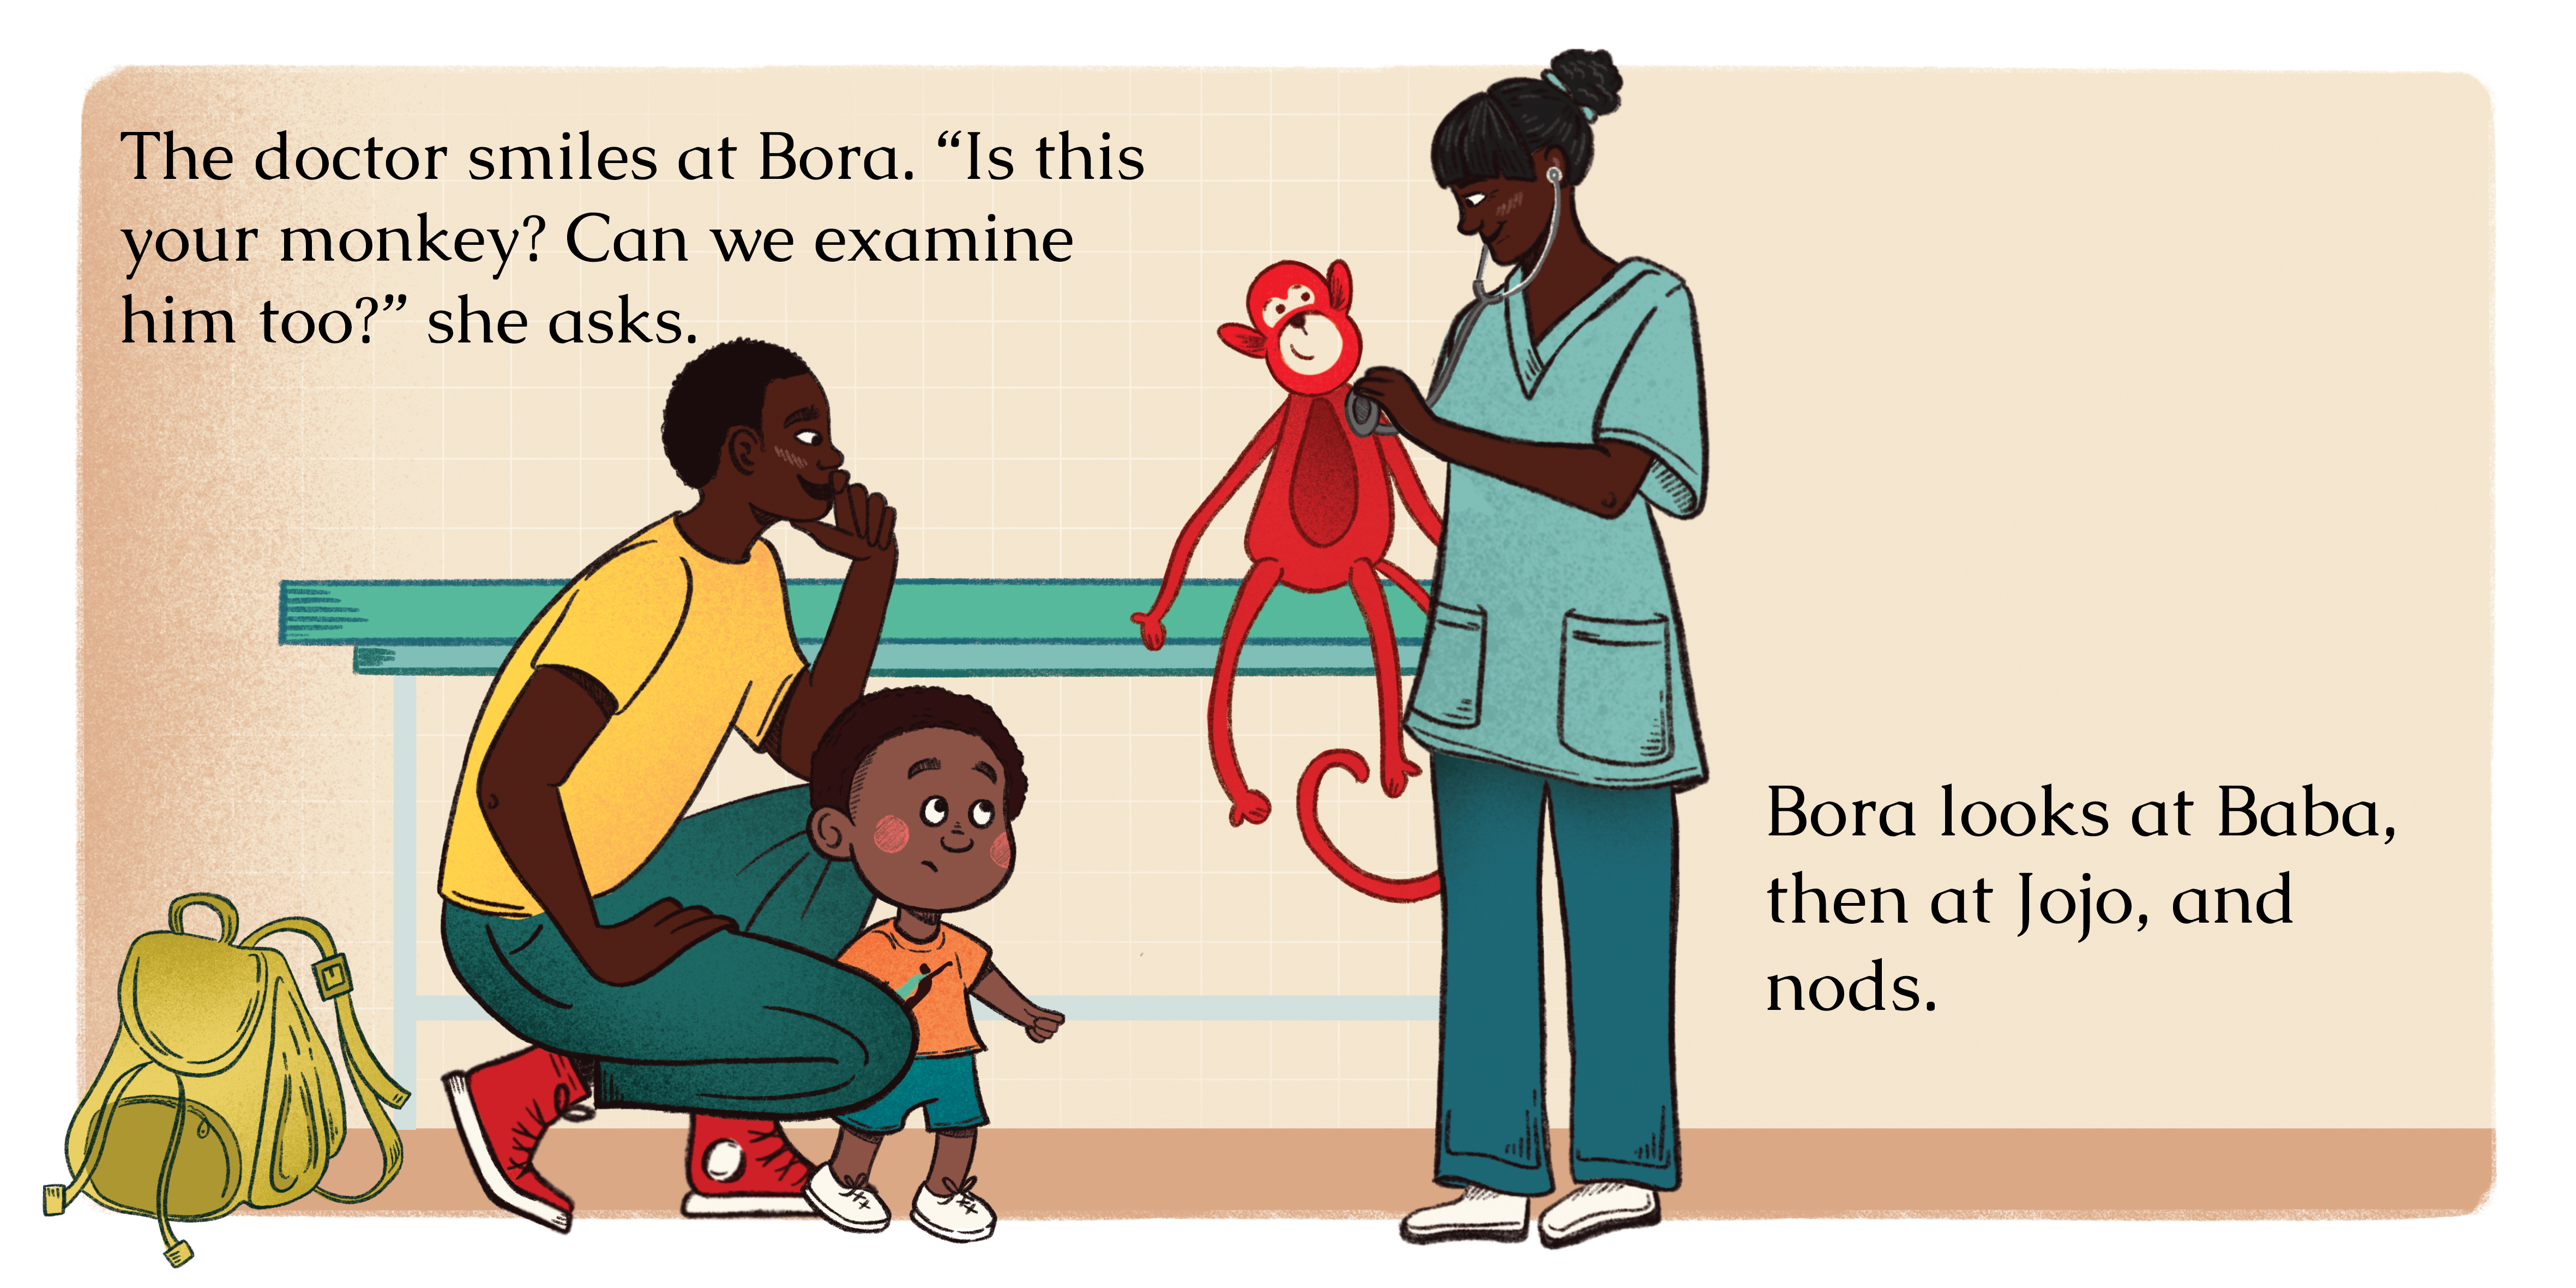 The doctor smiles at Bora. “Is this
your monkey? Can we examine
him too?” she asks.
Bora looks at Baba,
then at Jojo, and
nods.